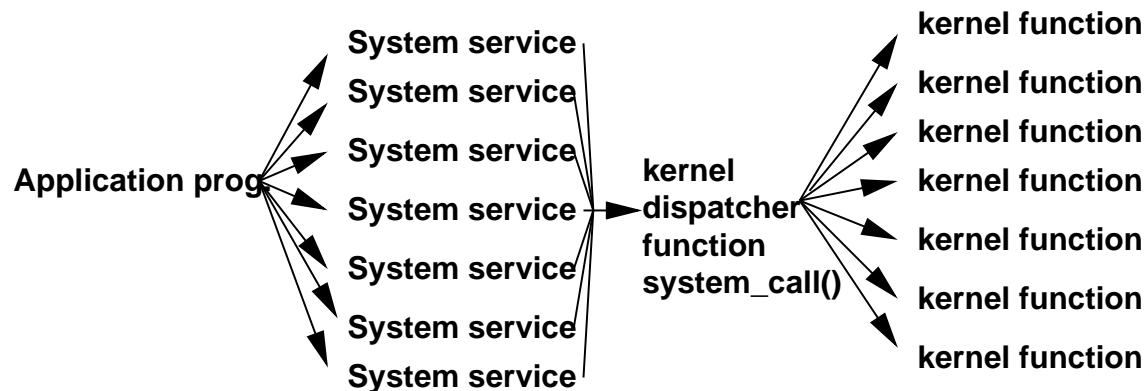 Application prog.
System service
System service
System service
System service
System service
System service
System service
kernel
dispatcher
function
system_call()
kernel function
kernel function
kernel function
kernel function
kernel function
kernel function
kernel function